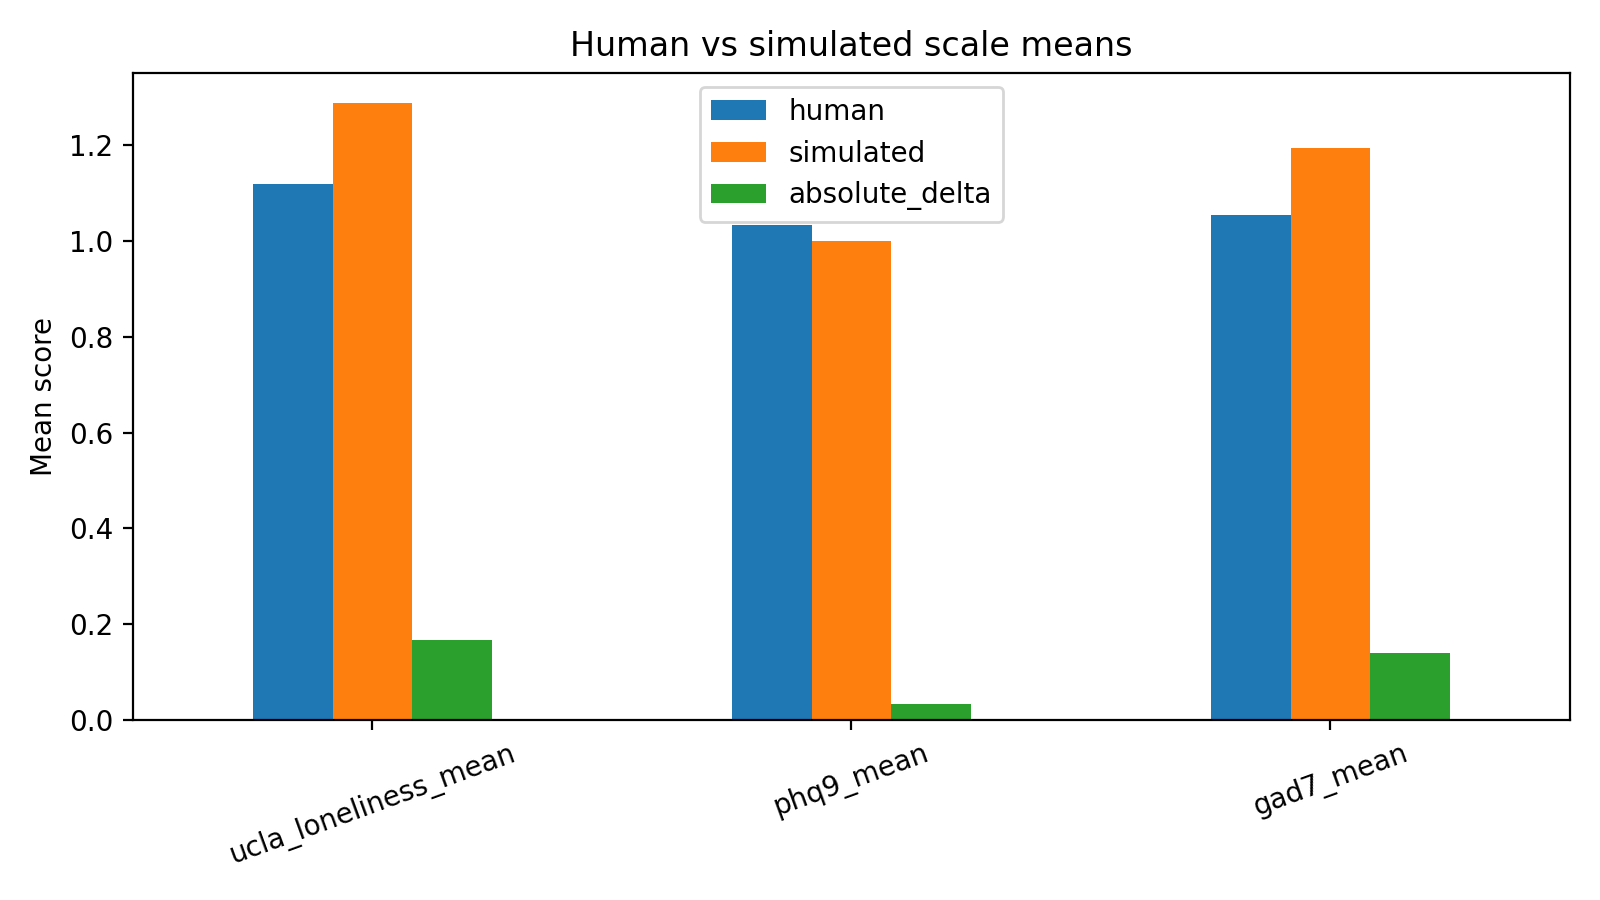 Human vs simulated scale means
human
simulated
absolute_delta
Mean score
1.2
1.0
0.8
0.6
0.4
0.2
0.0
ucla_loneliness_mean
phq9_mean
gad7_mean